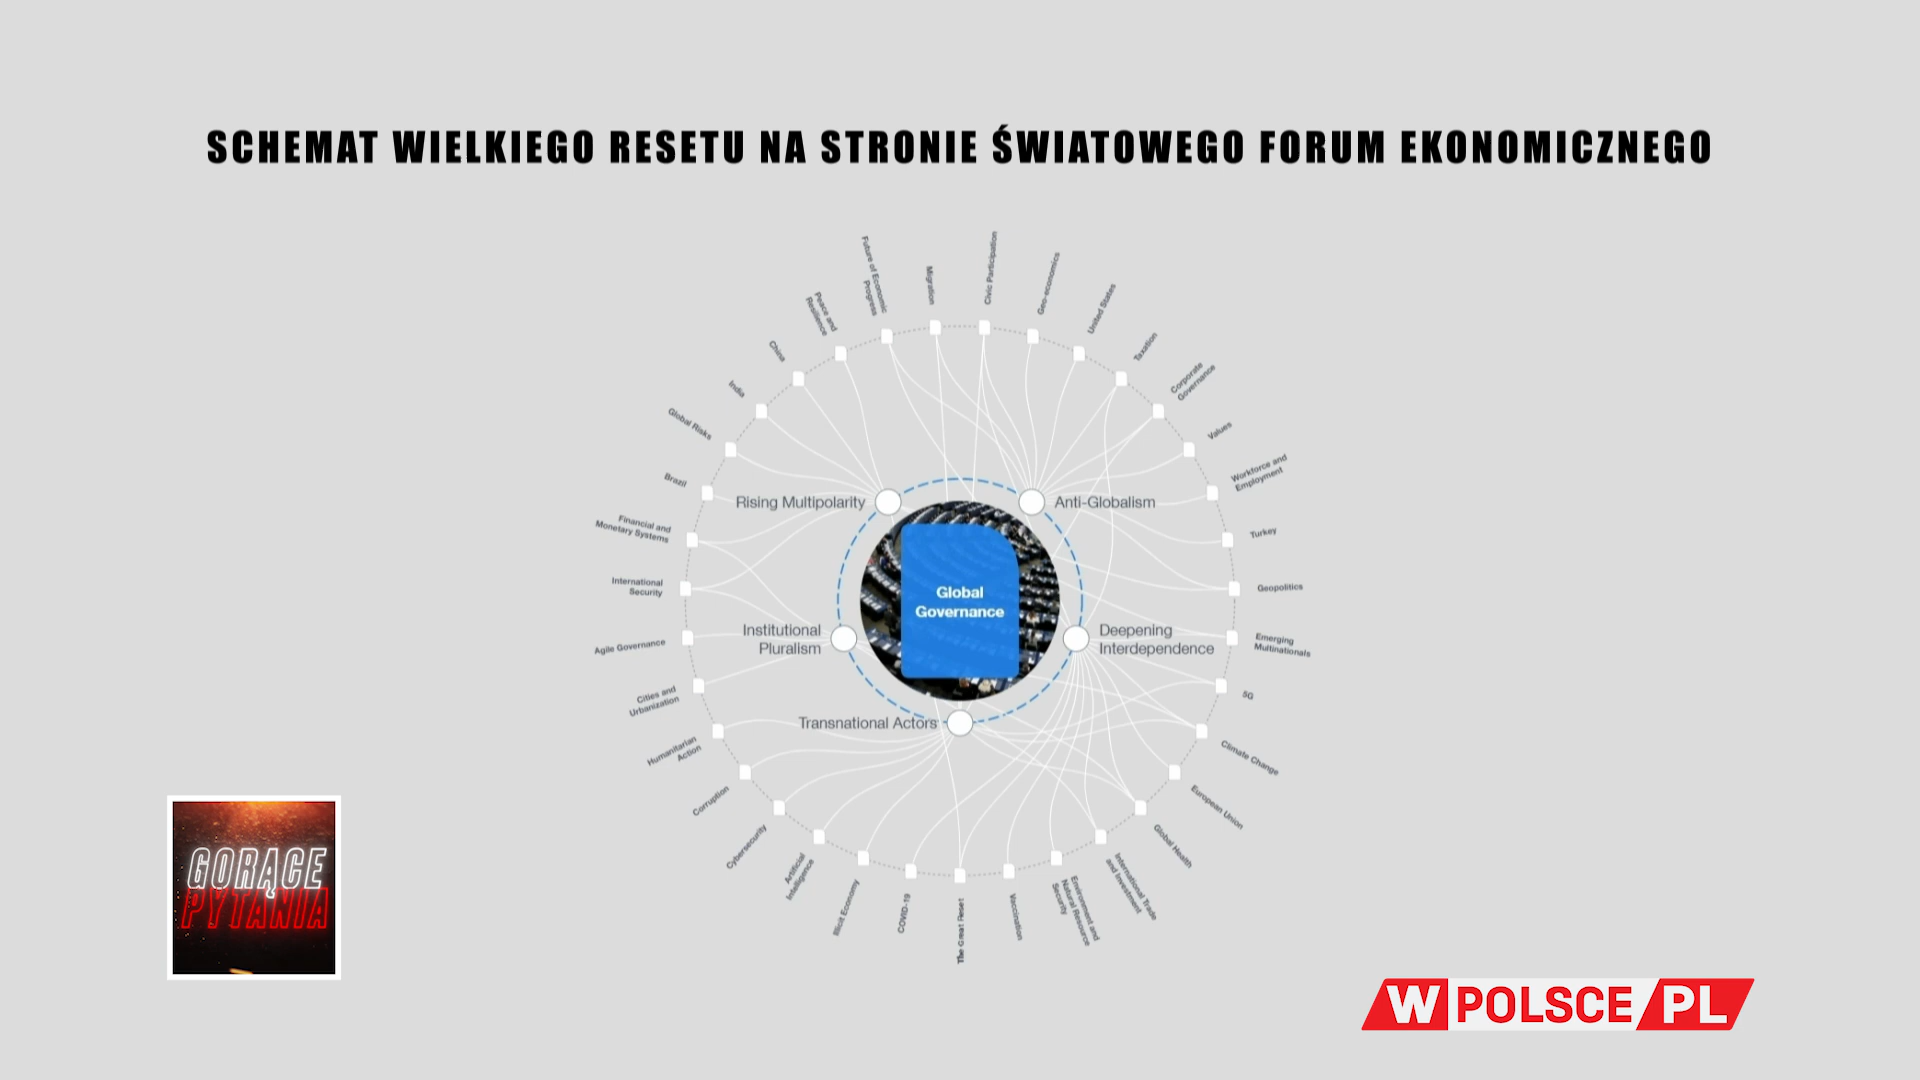 SCHEMAT WIELKIEGO RESETU NA STRONIE ŚWIATOWEGO FORUM EKONOMICZNEGO
Future of Economic
Progress
Migration
Civic Participation
Geo-economics
United States
Taxation
Corporate
Governance
Values
Workforce and
Employment
Turkey
Geopolitics
Emerging
Multinationals
5G
Climate Change
European Union
Global Health
International Trade
and Investment
Environment and
Natural Resource
Security
Vaccination
The Great Reset
COVID-19
Illicit Economy
Artificial
Intelligence
Cybersecurity
Corruption
Humanitarian
Action
Cities and
Urbanization
Agile Governance
International
Security
Financial and
Monetary Systems
Brazil
Global Risks
India
China
Peace and
Resilience
Rising Multipolarity
Anti-Globalism
Global
Governance
Institutional
Pluralism
Deepening
Interdependence
Transnational Actors
GORĄCE
PYTANIA
W POLSCE PL